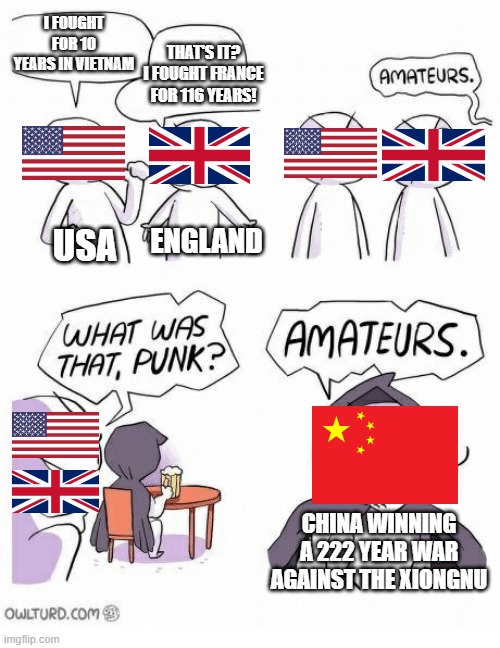 I FOUGHT
FOR 10
YEARS IN VIETNAM
THAT'S IT?
I FOUGHT FRANCE
FOR 116 YEARS!
USA
ENGLAND
AMATEURS.
WHAT WAS
THAT, PUNK?
AMATEURS.
CHINA WINNING
A 222 YEAR WAR
AGAINST THE XIONGNU
OWLTURD.COM
imgflip.com